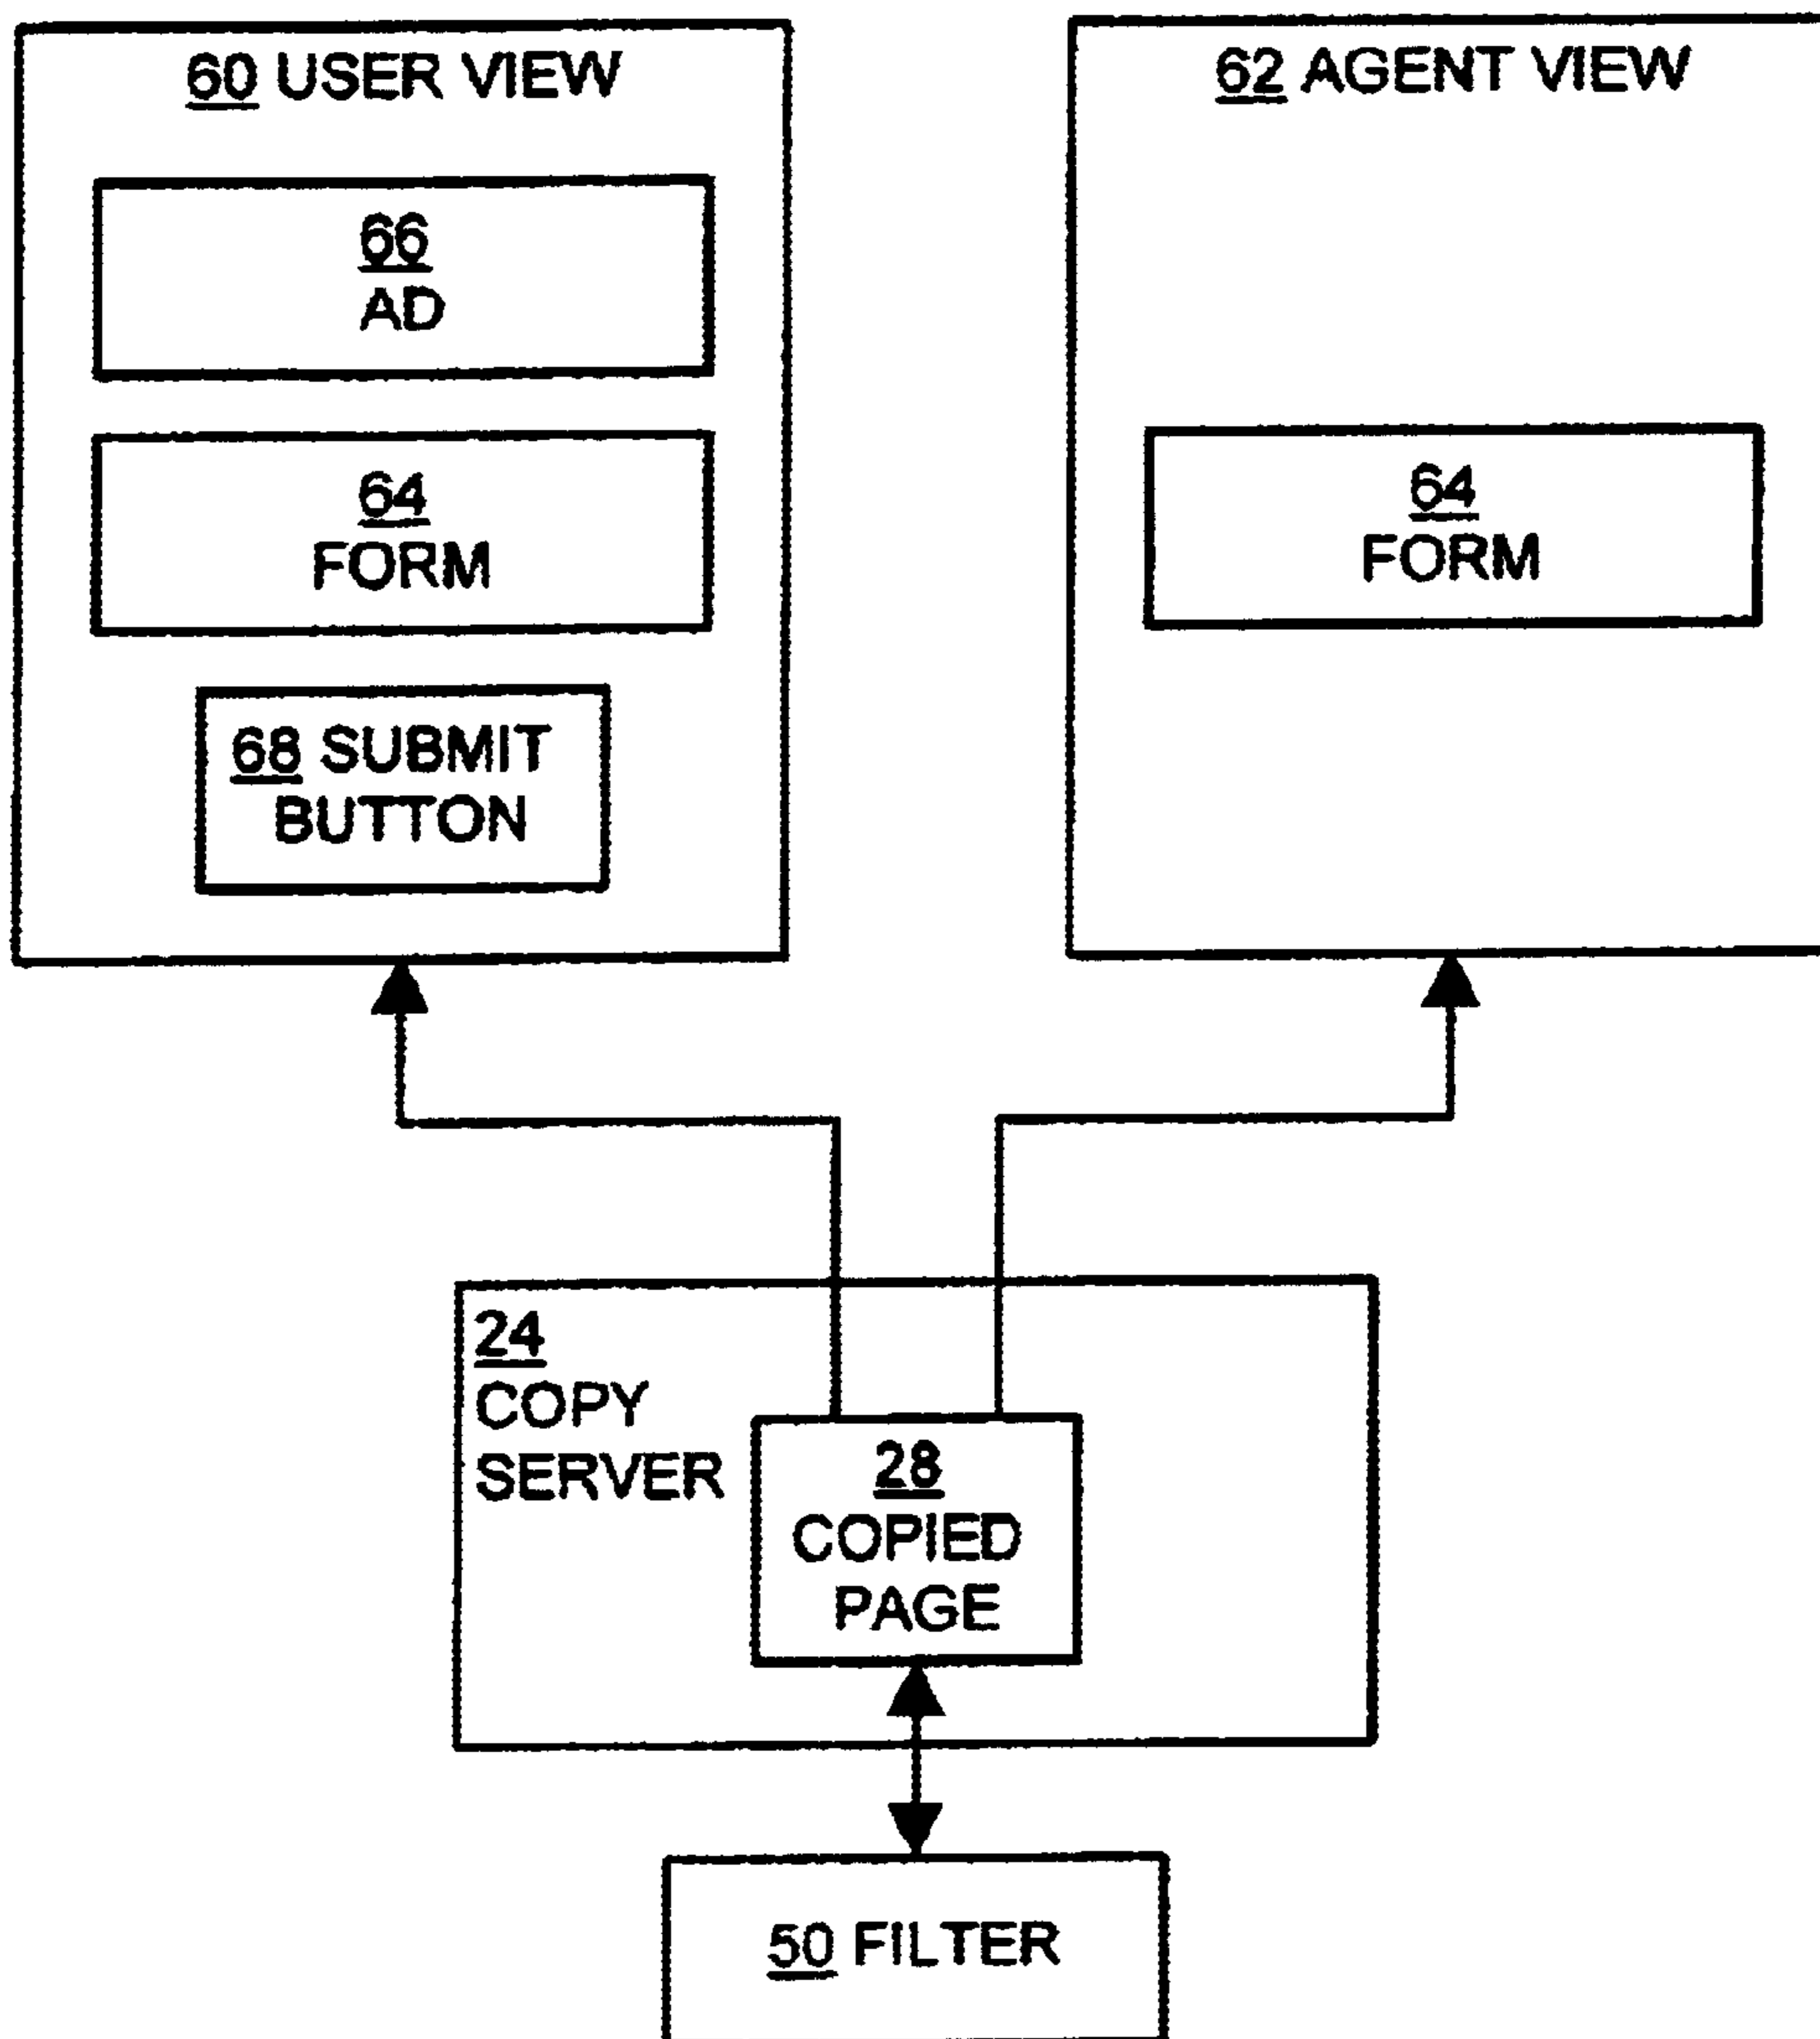 60 USER VIEW
66
AD
64
FORM
68 SUBMIT
BUTTON
62 AGENT VIEW
64
FORM
24
COPY
SERVER
28
COPIED
PAGE
50 FILTER